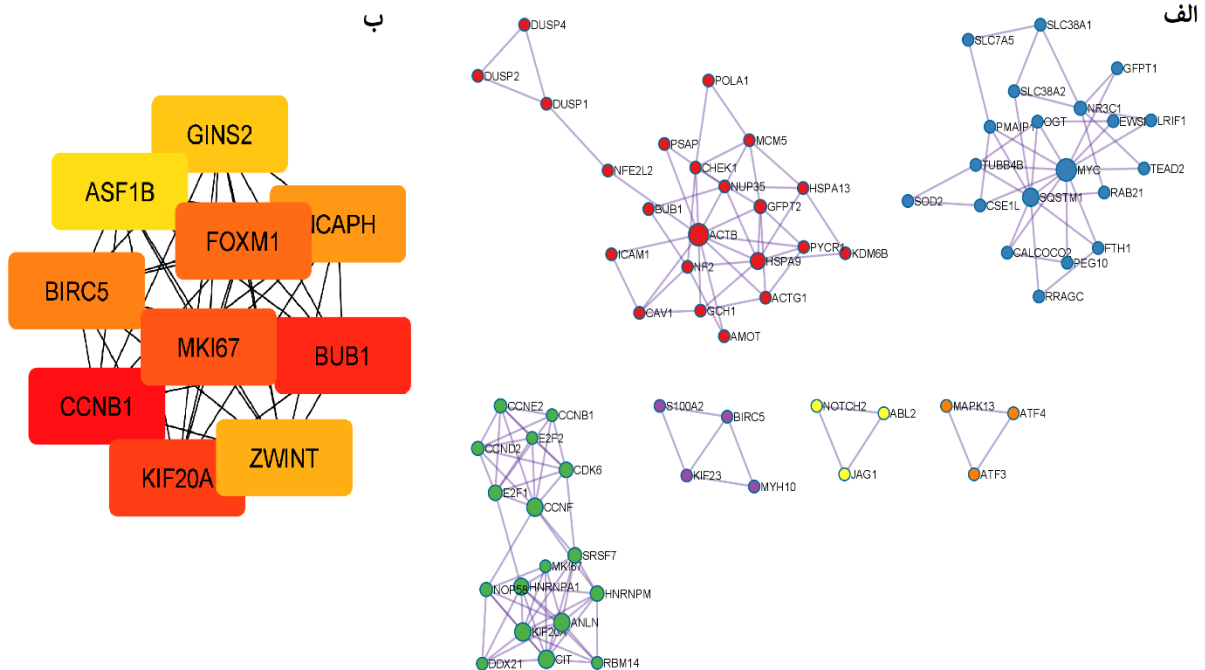 الف
ب
GINS2
ASF1B
NCAPH
FOXM1
BIRC5
MKI67
BUB1
CCNB1
KIF20A
ZWINT
DUSP4
DUSP2
DUSP1
POLA1
PSAP
MCM5
CHEK1
NFE2L2
NUP35
HSPA13
BUB1
GFPT2
ACTB
PYCR1
KDM6B
ICAM1
NF2
HSPA9
ACTG1
CAV1
GCH1
AMOT
SLC38A1
SLC7A5
GFPT1
SLC38A2
NR3C1
PMAIP1
OGT
LRIF1
TUBB4B
MYC
TEAD2
RAB21
SOD2
CSE1L
SQSTM1
CALCOCO2
FTH1
PEG10
RRAGC
CCNE2
CCNB1
E2F2
CCND2
CDK6
E2F1
CCNF
SRSF7
MKI67
NOP58
HNRNPA1
HNRNPM
ANLN
KIF20A
DDX21
CIT
RBM14
S100A2
BIRC5
KIF23
MYH10
NOTCH2
ABL2
JAG1
MAPK13
ATF4
ATF3